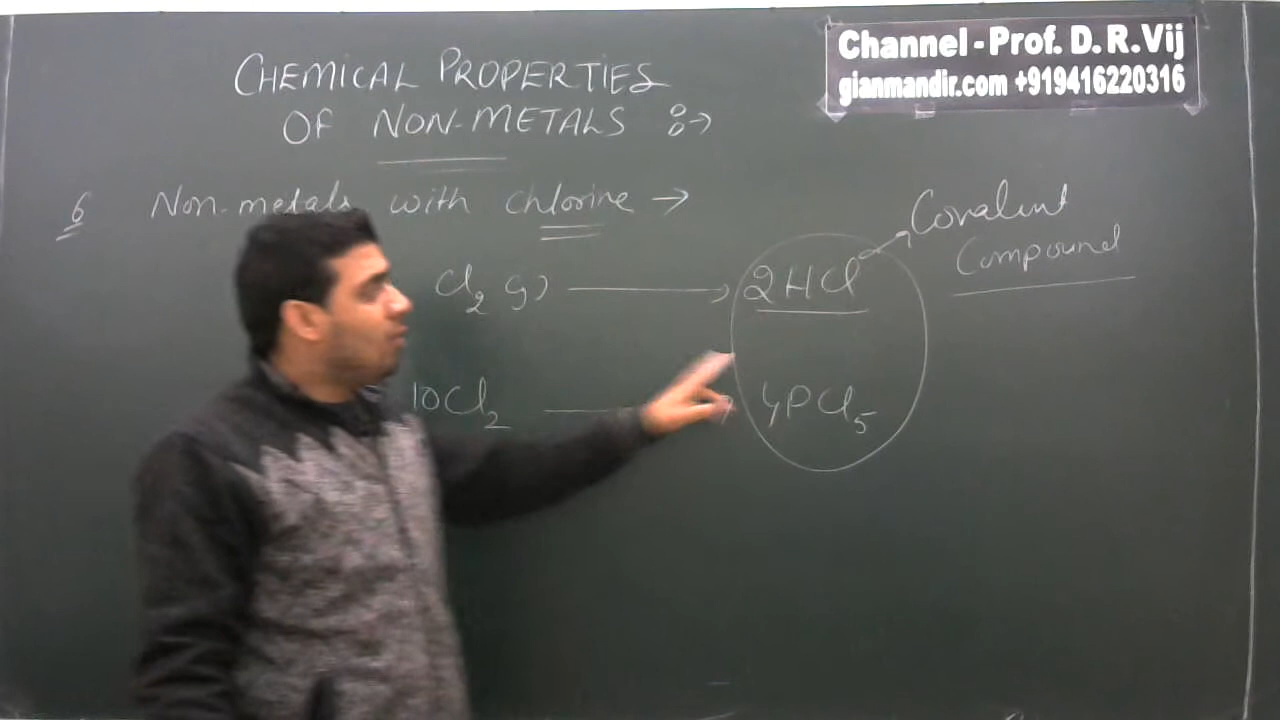 Channel - Prof. D. R. Vij
gianmandir.com +919416220316
CHEMICAL PROPERTIES
OF NON-METALS :->
6 Non-metals with chlorine →
Cl2 g) → 2HCl
Covalent
Compound
10Cl2 → 4PCl5